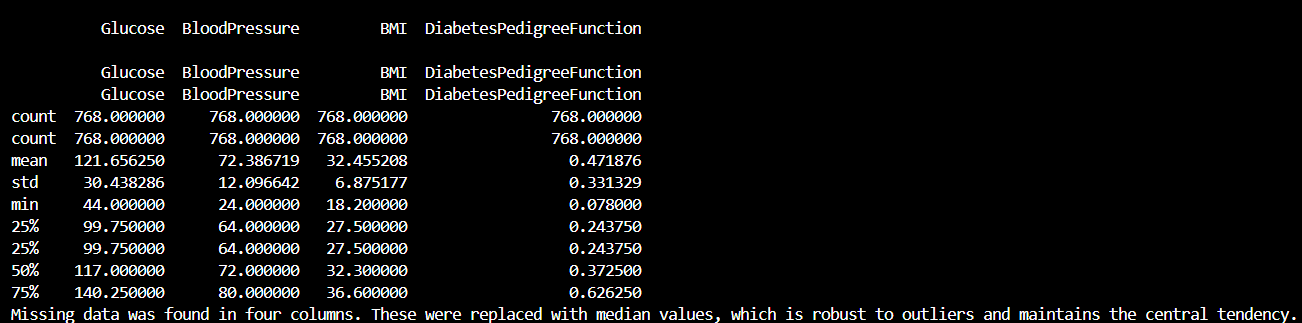 Glucose BloodPressure BMI DiabetesPedigreeFunction
Glucose BloodPressure BMI DiabetesPedigreeFunction
Glucose BloodPressure BMI DiabetesPedigreeFunction
count 768.000000 768.000000 768.000000 768.000000
count 768.000000 768.000000 768.000000 768.000000
mean 121.656250 72.386719 32.455208 0.471876
std 30.438286 12.096642 6.875177 0.331329
min 44.000000 24.000000 18.200000 0.078000
25% 99.750000 64.000000 27.500000 0.243750
25% 99.750000 64.000000 27.500000 0.243750
50% 117.000000 72.000000 32.300000 0.372500
75% 140.250000 80.000000 36.600000 0.626250
Missing data was found in four columns. These were replaced with median values, which is robust to outliers and maintains the central tendency.